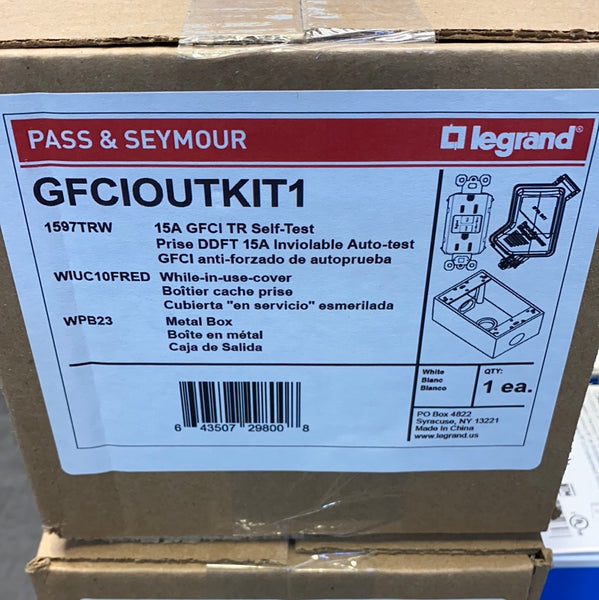 PASS & SEYMOUR
legrand®
GFCIOUTKIT1
1597TRW 15A GFCI TR Self-Test
Prise DDFT 15A Inviolable Auto-test
GFCI anti-forzado de autoprueba
WIUC10FRED While-in-use-cover
Boîtier cache prise
Cubierta "en servicio" esmerilada
WPB23 Metal Box
Boîte en métal
Caja de Salida
White
Blanc
Blanco
QTY:
1 ea.
6 43507 29800 8
PO Box 4822
Syracuse, NY 13221
Made In China
www.legrand.us